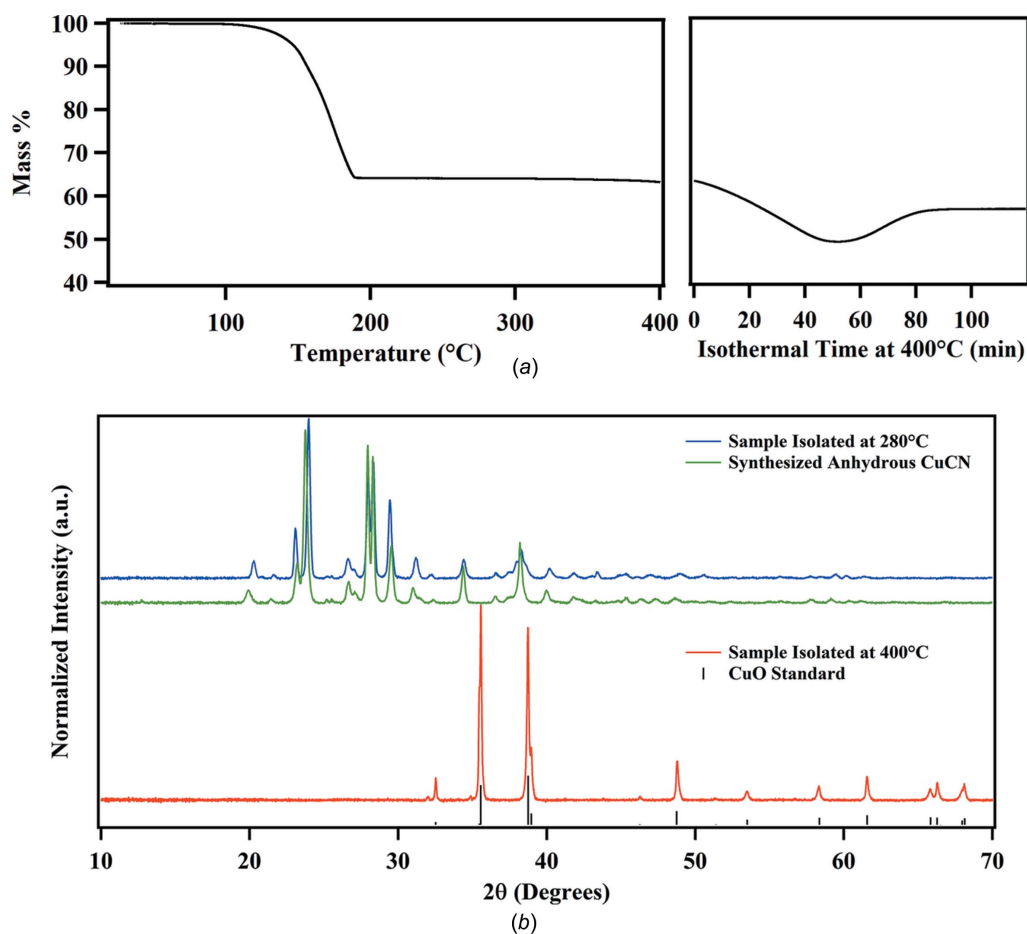 Mass %
100
90
80
70
60
50
40
100
200
300
400
Temperature (°C)
0
20
40
60
80
100
Isothermal Time at 400°C (min)
(a)
Normalized Intensity (a.u.)
Sample Isolated at 280°C
Synthesized Anhydrous CuCN
Sample Isolated at 400°C
CuO Standard
10
20
30
40
50
60
70
2θ (Degrees)
(b)